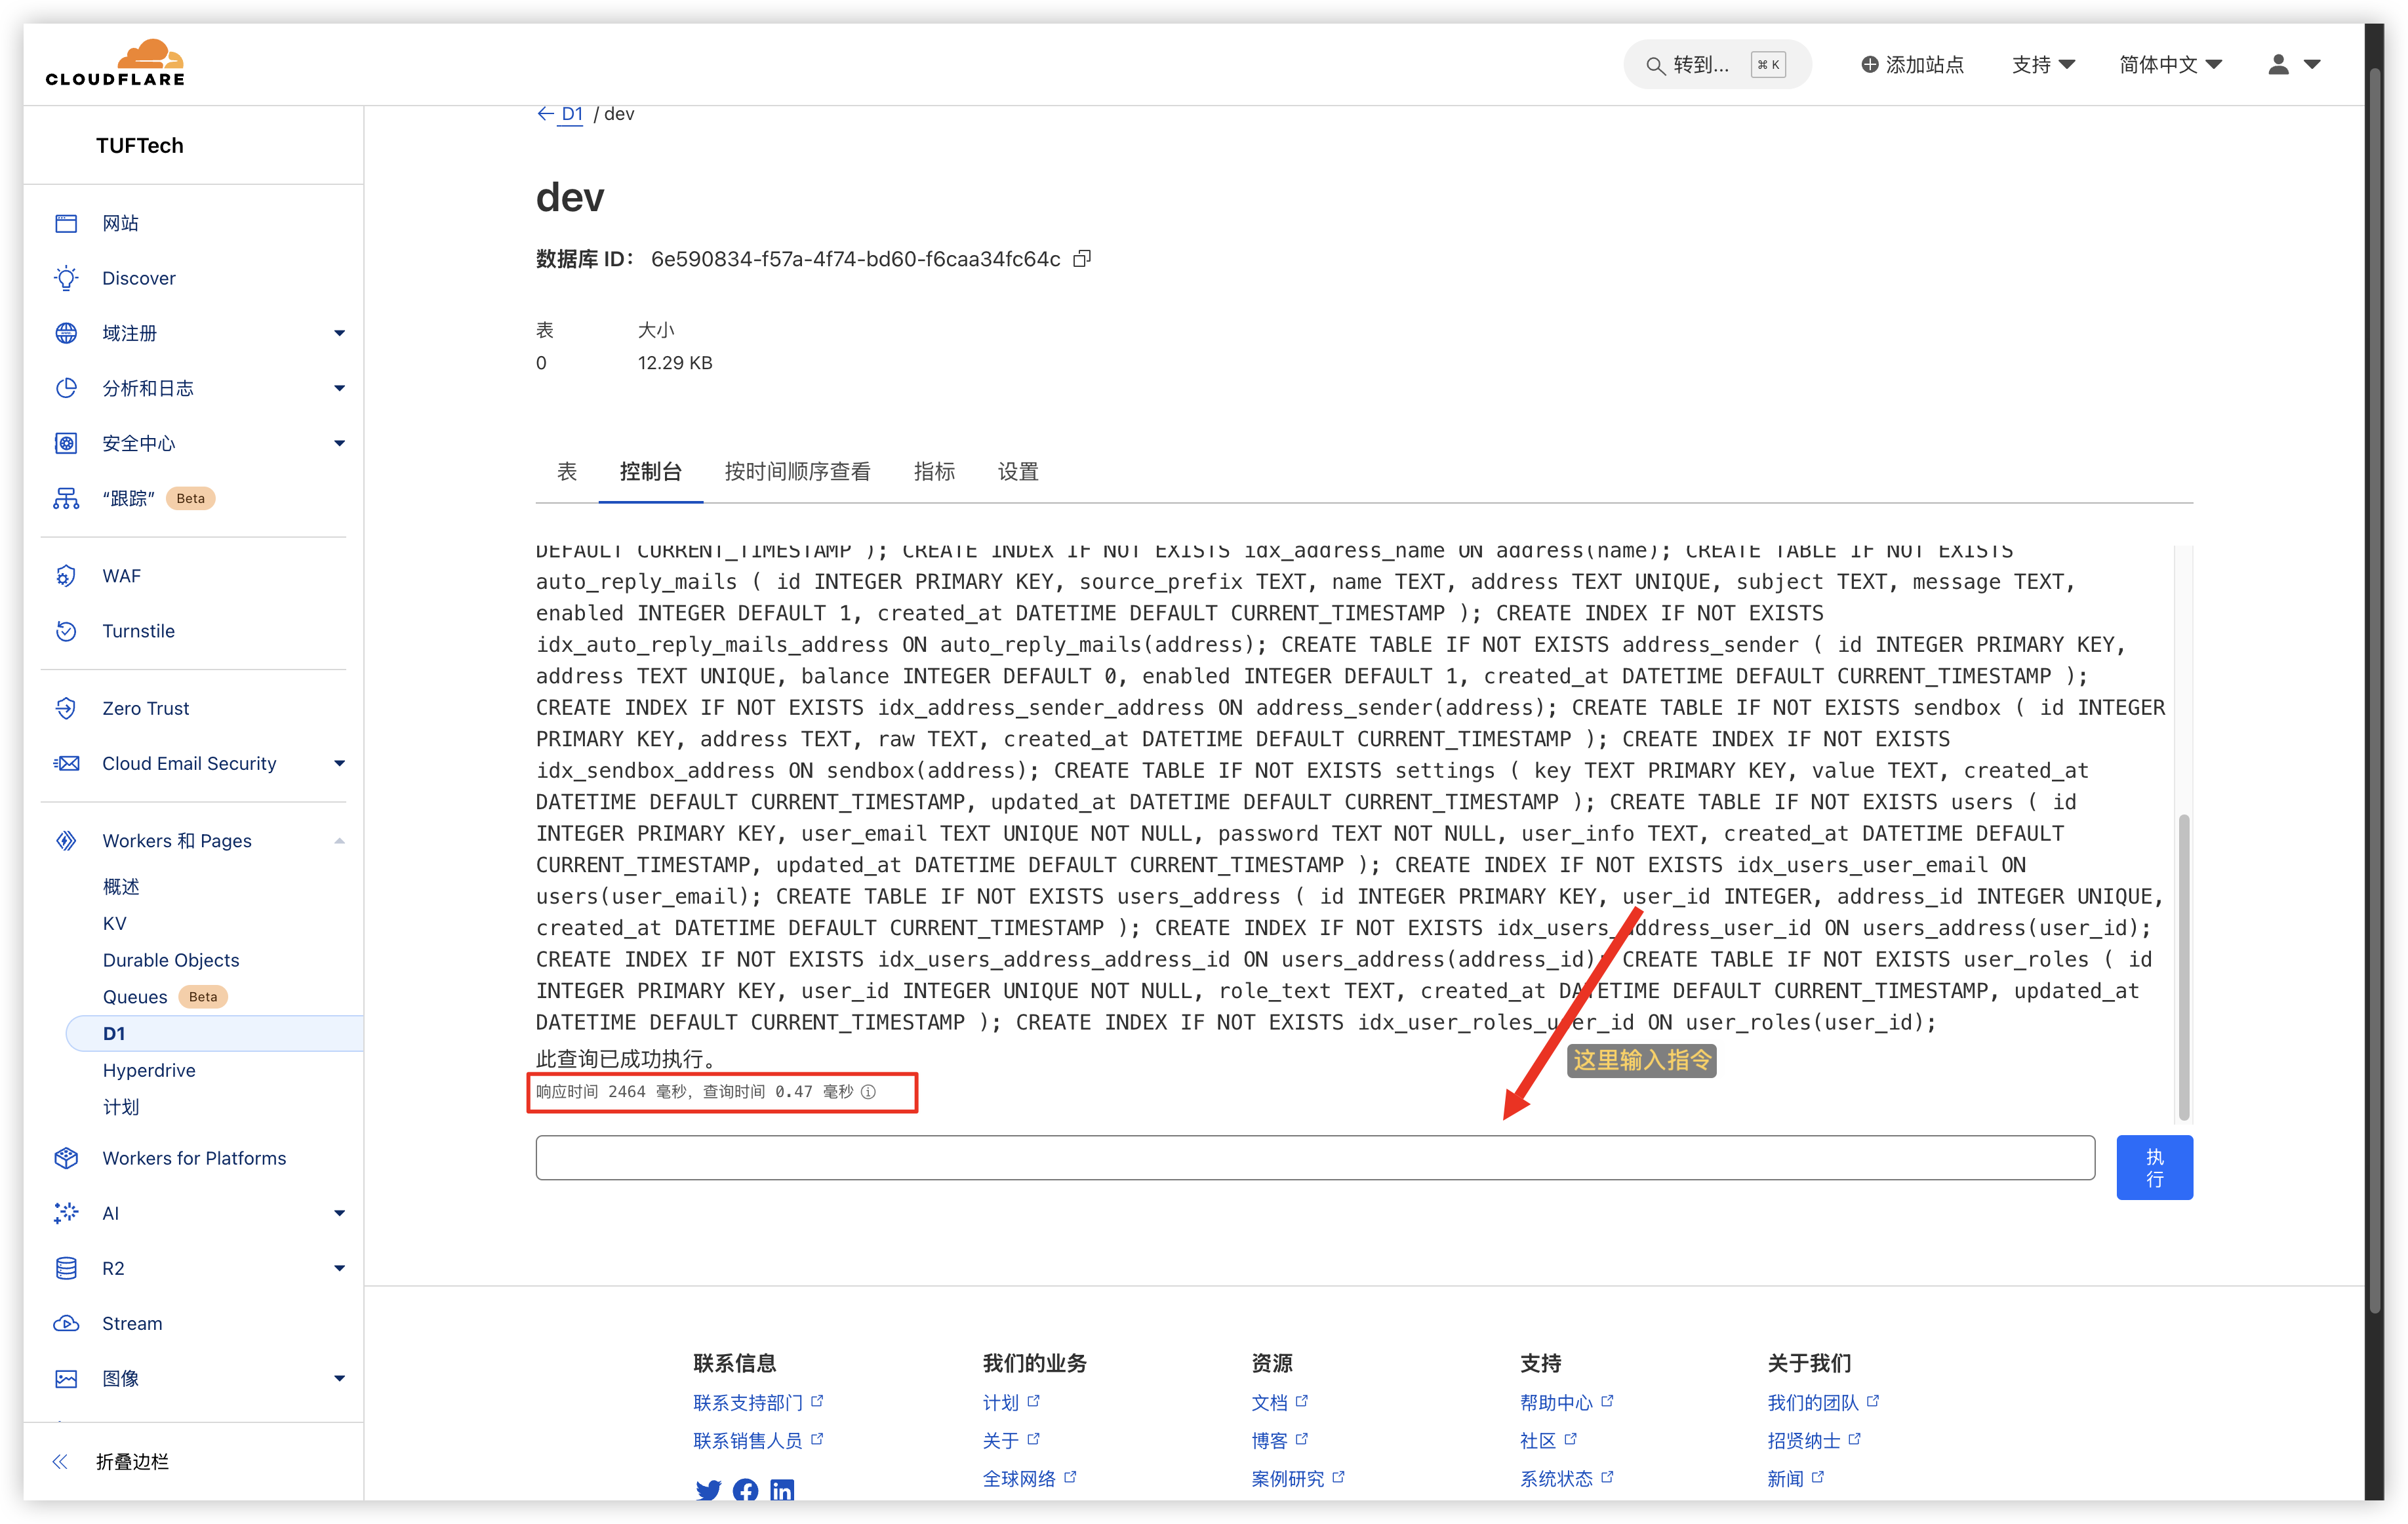 CLOUDFLARE
转到... ⌘ K
添加站点
支持
简体中文
TUFTech
网站
Discover
域注册
分析和日志
安全中心
“跟踪” Beta
WAF
Turnstile
Zero Trust
Cloud Email Security
Workers 和 Pages
概述
KV
Durable Objects
Queues Beta
D1
Hyperdrive
计划
Workers for Platforms
AI
R2
Stream
图像
折叠边栏
D1 / dev
dev
数据库 ID： 6e590834-f57a-4f74-bd60-f6caa34fc64c
表 大小
0 12.29 KB
表 控制台 按时间顺序查看 指标 设置
DEFAULT CURRENT_TIMESTAMP ); CREATE INDEX IF NOT EXISTS idx_address_name ON address(name); CREATE TABLE IF NOT EXISTS
auto_reply_mails ( id INTEGER PRIMARY KEY, source_prefix TEXT, name TEXT, address TEXT UNIQUE, subject TEXT, message TEXT,
enabled INTEGER DEFAULT 1, created_at DATETIME DEFAULT CURRENT_TIMESTAMP ); CREATE INDEX IF NOT EXISTS
idx_auto_reply_mails_address ON auto_reply_mails(address); CREATE TABLE IF NOT EXISTS address_sender ( id INTEGER PRIMARY KEY,
address TEXT UNIQUE, balance INTEGER DEFAULT 0, enabled INTEGER DEFAULT 1, created_at DATETIME DEFAULT CURRENT_TIMESTAMP );
CREATE INDEX IF NOT EXISTS idx_address_sender_address ON address_sender(address); CREATE TABLE IF NOT EXISTS sendbox ( id INTEGER
PRIMARY KEY, address TEXT, raw TEXT, created_at DATETIME DEFAULT CURRENT_TIMESTAMP ); CREATE INDEX IF NOT EXISTS
idx_sendbox_address ON sendbox(address); CREATE TABLE IF NOT EXISTS settings ( key TEXT PRIMARY KEY, value TEXT, created_at
DATETIME DEFAULT CURRENT_TIMESTAMP, updated_at DATETIME DEFAULT CURRENT_TIMESTAMP ); CREATE TABLE IF NOT EXISTS users ( id
INTEGER PRIMARY KEY, user_email TEXT UNIQUE NOT NULL, password TEXT NOT NULL, user_info TEXT, created_at DATETIME DEFAULT
CURRENT_TIMESTAMP, updated_at DATETIME DEFAULT CURRENT_TIMESTAMP ); CREATE INDEX IF NOT EXISTS idx_users_user_email ON
users(user_email); CREATE TABLE IF NOT EXISTS users_address ( id INTEGER PRIMARY KEY, user_id INTEGER, address_id INTEGER UNIQUE,
created_at DATETIME DEFAULT CURRENT_TIMESTAMP ); CREATE INDEX IF NOT EXISTS idx_users_address_user_id ON users_address(user_id);
CREATE INDEX IF NOT EXISTS idx_users_address_address_id ON users_address(address_id); CREATE TABLE IF NOT EXISTS user_roles ( id
INTEGER PRIMARY KEY, user_id INTEGER UNIQUE NOT NULL, role_text TEXT, created_at DATETIME DEFAULT CURRENT_TIMESTAMP, updated_at
DATETIME DEFAULT CURRENT_TIMESTAMP ); CREATE INDEX IF NOT EXISTS idx_user_roles_user_id ON user_roles(user_id);
此查询已成功执行。
这里输入指令
响应时间 2464 毫秒，查询时间 0.47 毫秒
执
行
联系信息
联系支持部门
联系销售人员
我们的业务
计划
关于
全球网络
资源
文档
博客
案例研究
支持
帮助中心
社区
系统状态
关于我们
我们的团队
招贤纳士
新闻